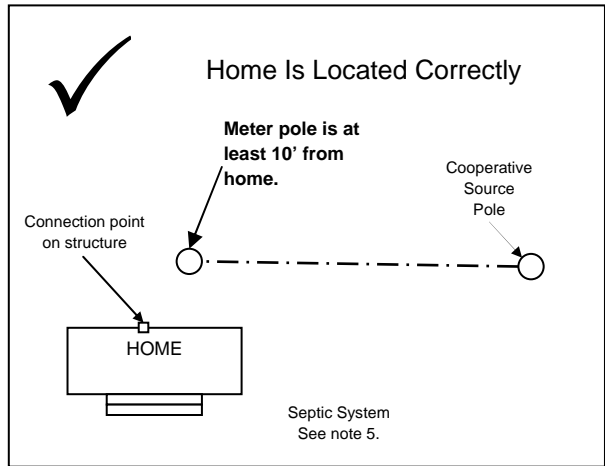 Home Is Located Correctly
Meter pole is at
least 10’ from
home.
Cooperative
Source
Pole
Connection point
on structure
HOME
Septic System
See note 5.